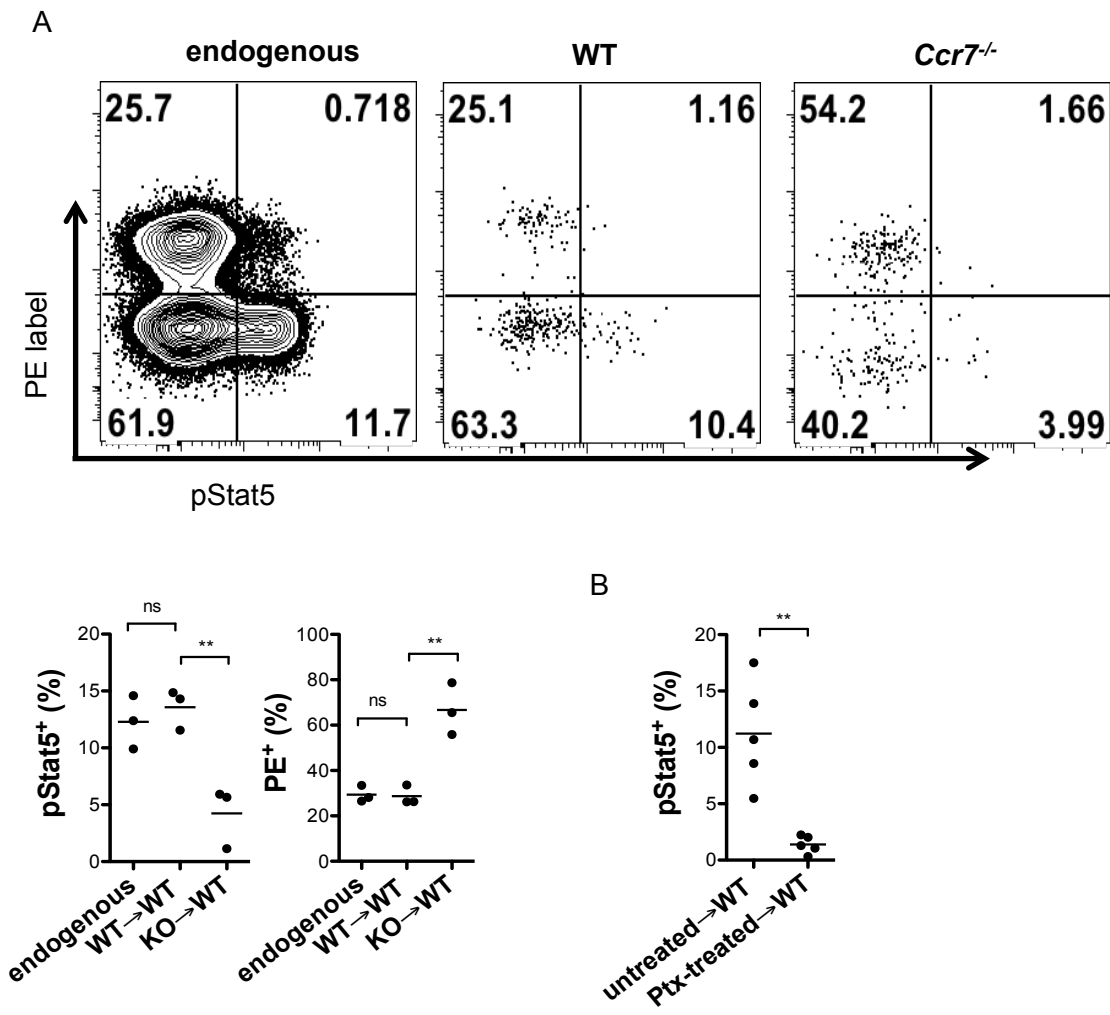 A
endogenous WT Ccr7-/-
25.7 0.718 25.1 1.16 54.2 1.66
PE label
61.9 11.7 63.3 10.4 40.2 3.99
pStat5
B
ns ** ns ** **
pStat5+ (%)
20
15
10
5
0
endogenous
WT→WT
KO→WT
PE+ (%)
100
80
60
40
20
0
endogenous
WT→WT
KO→WT
pStat5+ (%)
20
15
10
5
0
untreated→WT
Ptx-treated→WT